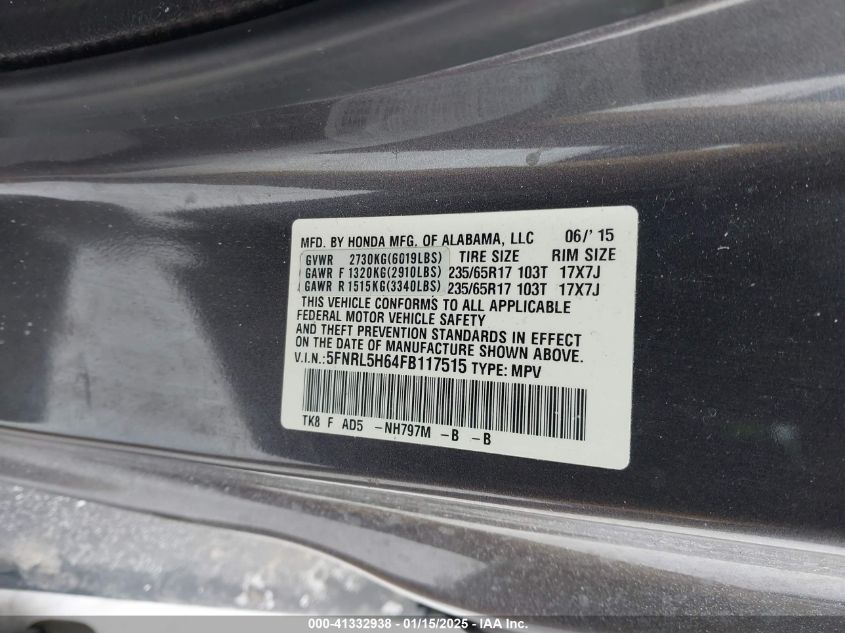 MFD. BY HONDA MFG. OF ALABAMA, LLC 06/' 15
GVWR 2730KG(6019LBS) TIRE SIZE RIM SIZE
GAWR F 1320KG(2910LBS) 235/65R17 103T 17X7J
GAWR R 1515KG(3340LBS) 235/65R17 103T 17X7J
THIS VEHICLE CONFORMS TO ALL APPLICABLE
FEDERAL MOTOR VEHICLE SAFETY
AND THEFT PREVENTION STANDARDS IN EFFECT
ON THE DATE OF MANUFACTURE SHOWN ABOVE.
V.I.N.: 5FNRL5H64FB117515 TYPE: MPV
TK8 F AD5 -NH797M -B -B
000-41332938 - 01/15/2025 - IAA Inc.